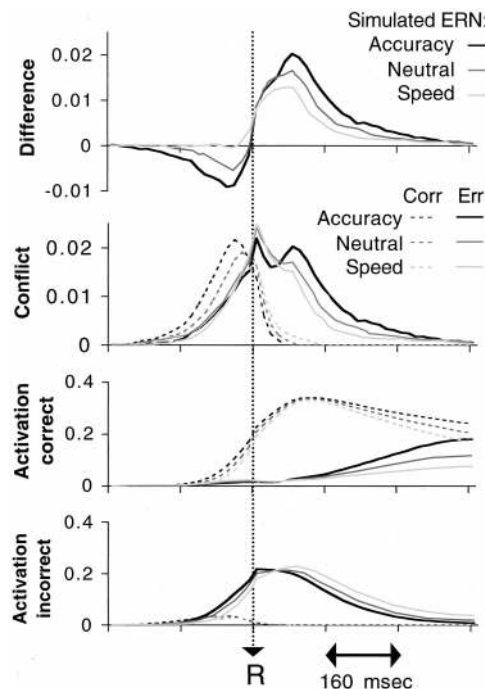 Simulated ERN:
Accuracy
Neutral
Speed
Difference
0.02
0.01
0
-0.01
Corr Err
Accuracy
Neutral
Speed
Conflict
0.02
0.01
0
Activation
correct
0.4
0.2
0
Activation
incorrect
0.4
0.2
0
R
160 msec